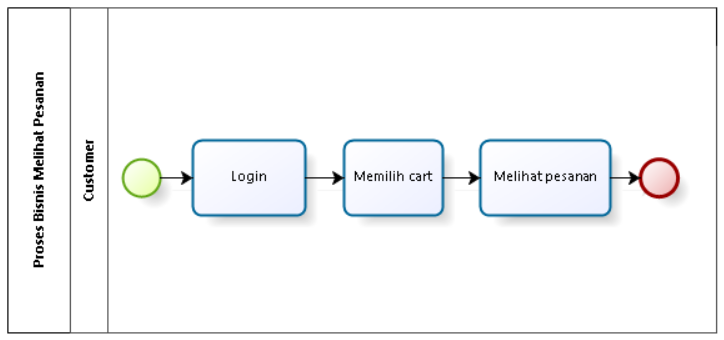 Proses Bisnis Melihat Pesanan
Customer
Login
Memilih cart
Melihat pesanan